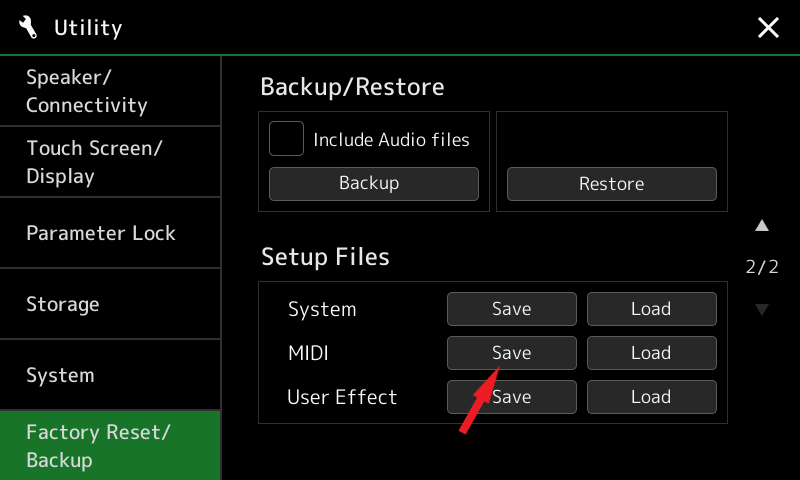 Utility
Speaker/
Connectivity
Touch Screen/
Display
Parameter Lock
Storage
System
Factory Reset/
Backup
Backup/Restore
Include Audio files
Backup
Restore
Setup Files
System Save Load
MIDI Save Load
User Effect Save Load
2/2